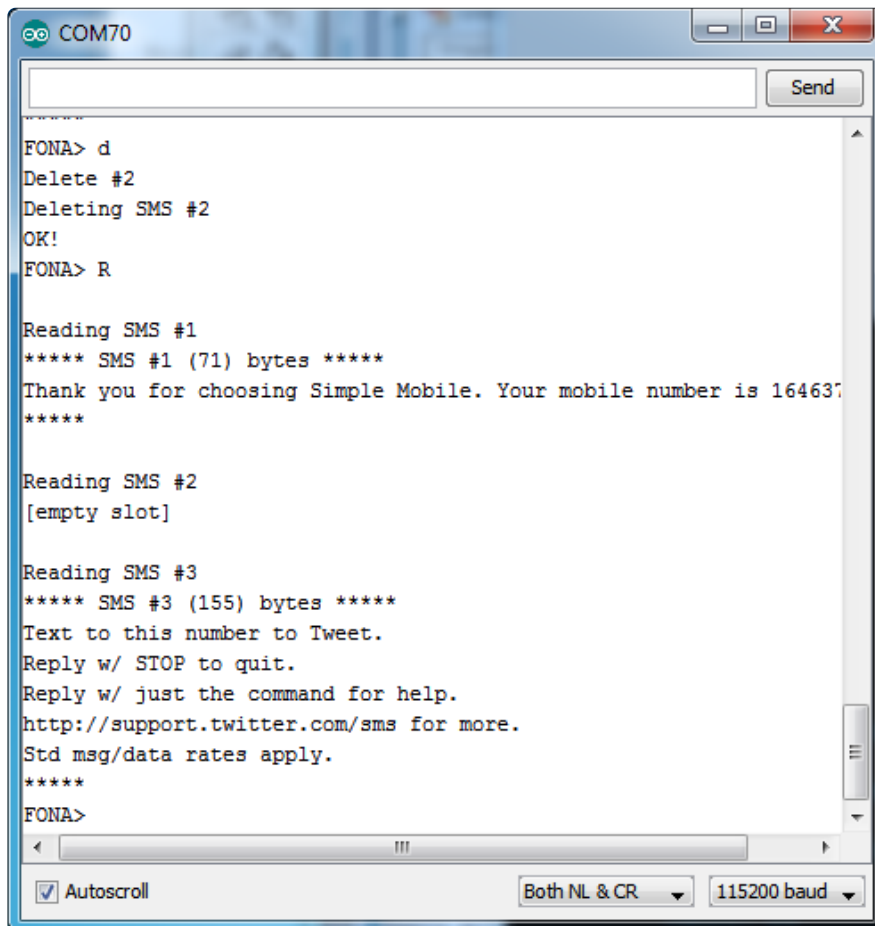 COM70
Send
*****
FONA> d
Delete #2
Deleting SMS #2
OK!
FONA> R
Reading SMS #1
***** SMS #1 (71) bytes *****
Thank you for choosing Simple Mobile. Your mobile number is 164637
*****
Reading SMS #2
[empty slot]
Reading SMS #3
***** SMS #3 (155) bytes *****
Text to this number to Tweet.
Reply w/ STOP to quit.
Reply w/ just the command for help.
http://support.twitter.com/sms for more.
Std msg/data rates apply.
*****
FONA>
Autoscroll Both NL & CR 115200 baud